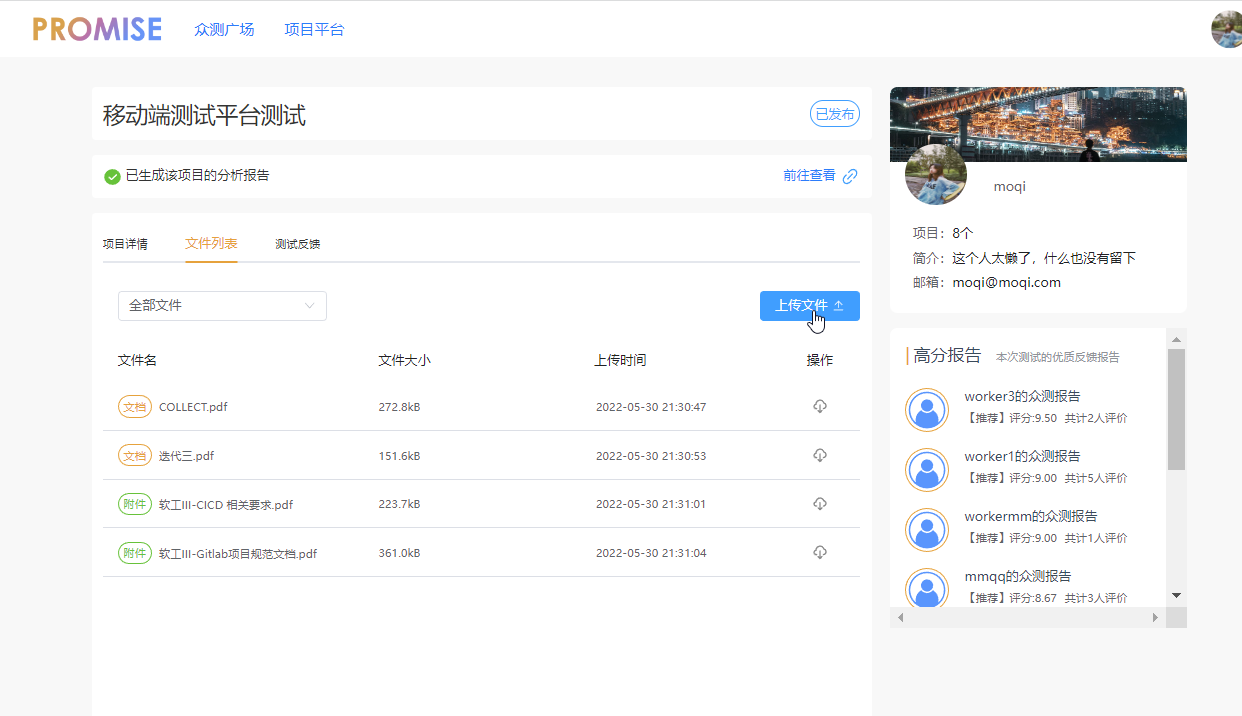 PROMISE 众测广场 项目平台
移动端测试平台测试 已发布
已生成该项目的分析报告 前往查看
项目详情 文件列表 测试反馈
全部文件 上传文件
文件名 文件大小 上传时间 操作
文档 COLLECT.pdf 272.8kB 2022-05-30 21:30:47
文档 迭代三.pdf 151.6kB 2022-05-30 21:30:53
附件 软工III-CICD 相关要求.pdf 223.7kB 2022-05-30 21:31:01
附件 软工III-Gitlab项目规范文档.pdf 361.0kB 2022-05-30 21:31:04
moqi
项目：8个
简介：这个人太懒了，什么也没有留下
邮箱：moqi@moqi.com
高分报告 本次测试的优质反馈报告
worker3的众测报告
【推荐】评分:9.50 共计2人评价
worker1的众测报告
【推荐】评分:9.00 共计5人评价
workermm的众测报告
【推荐】评分:9.00 共计1人评价
mmqq的众测报告
【推荐】评分:8.67 共计3人评价